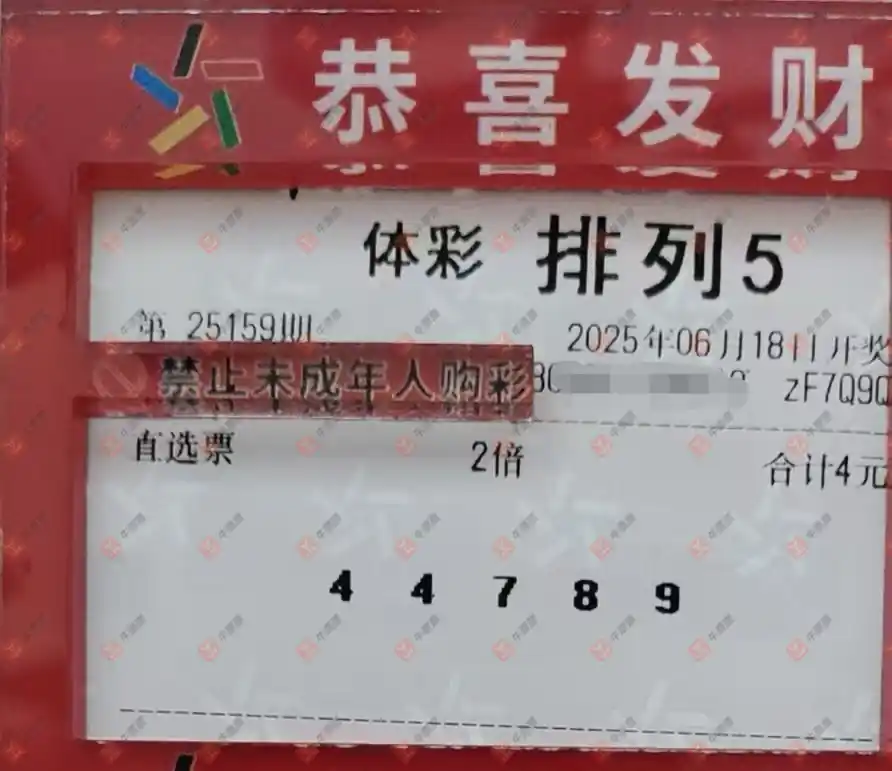 恭喜发财
体彩 排列5
第 25159期
2025年06月18日开奖
禁止未成年人购彩
zF7Q9Q
直选票 2倍 合计4元
4 4 7 8 9